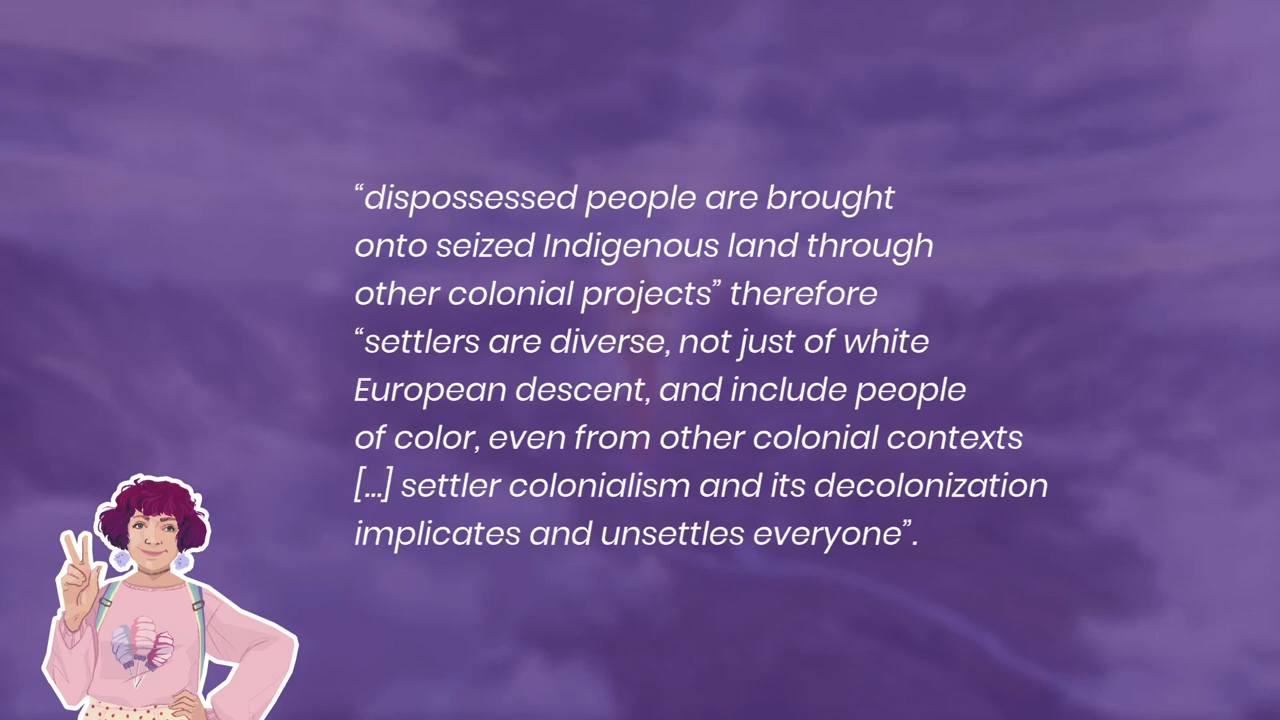 “dispossessed people are brought
onto seized Indigenous land through
other colonial projects” therefore
“settlers are diverse, not just of white
European descent, and include people
of color, even from other colonial contexts
[...] settler colonialism and its decolonization
implicates and unsettles everyone”.